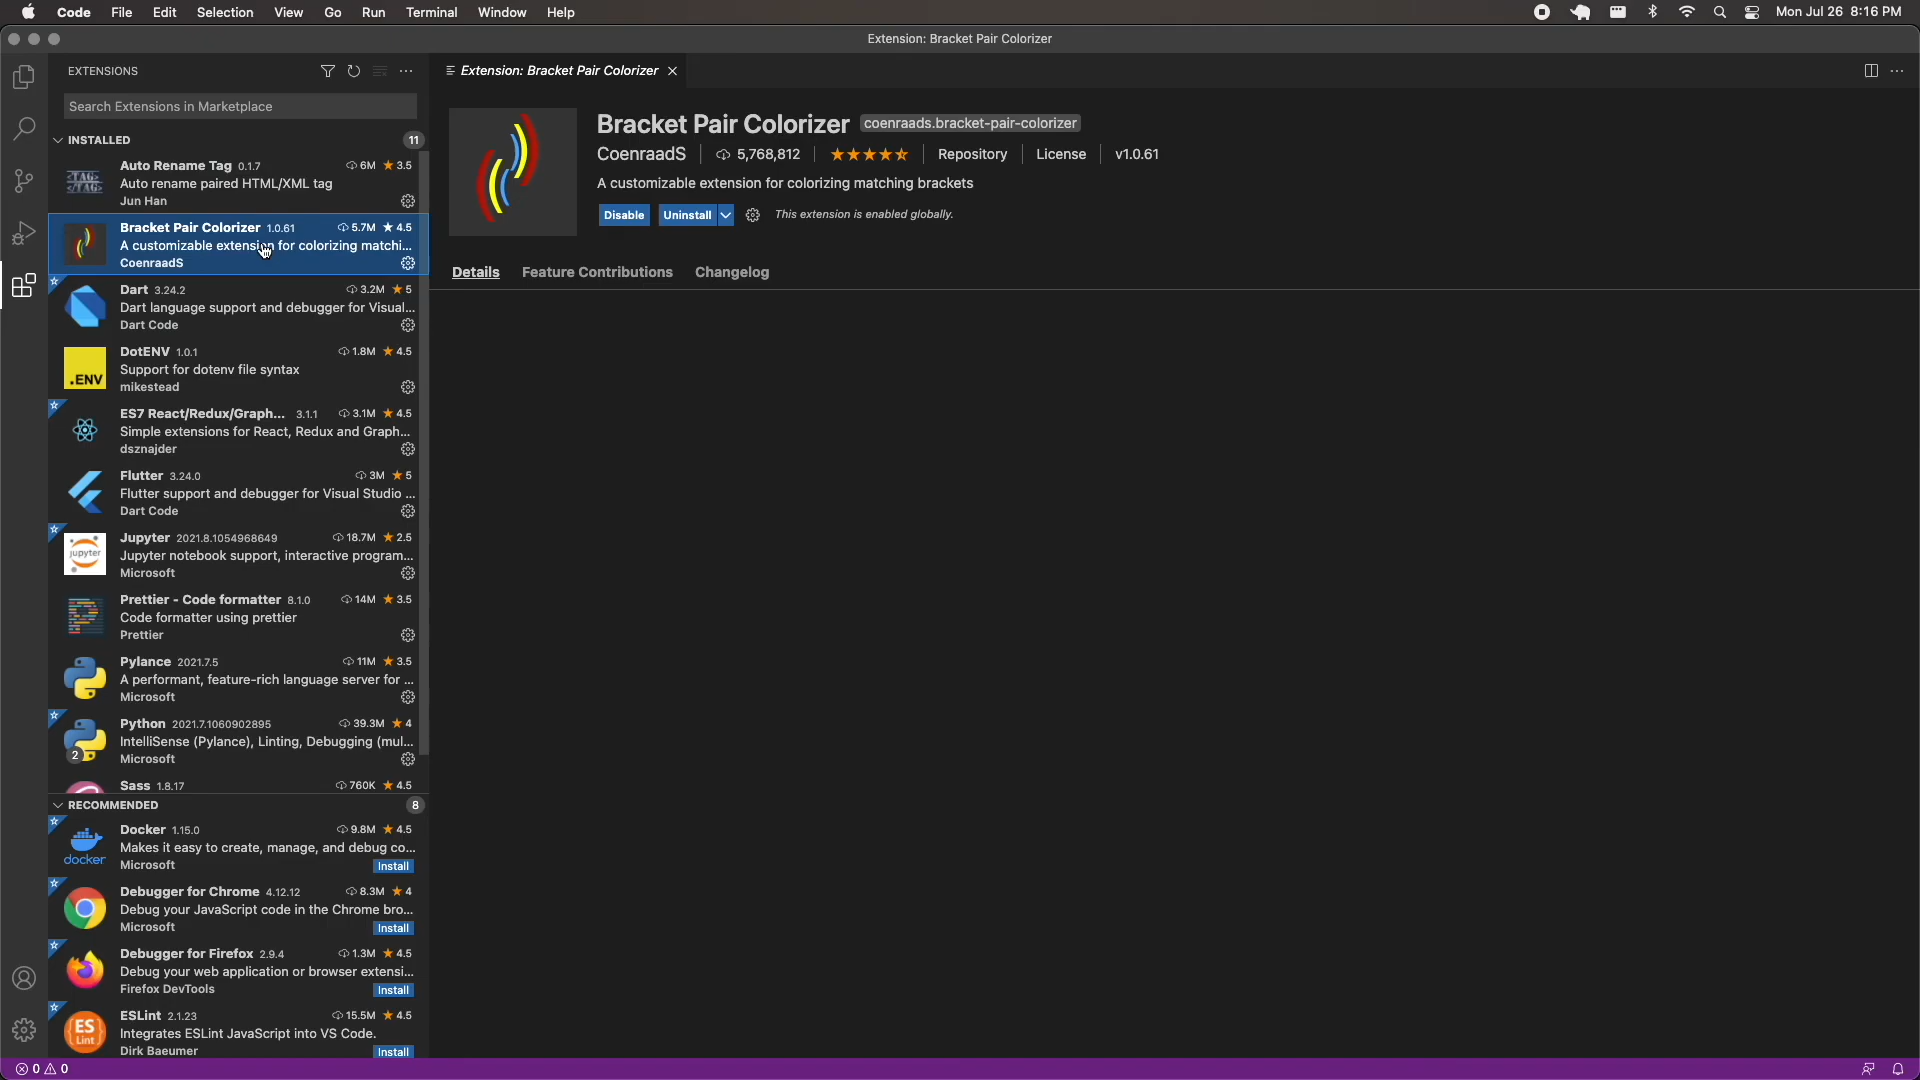 Code File Edit Selection View Go Run Terminal Window Help
Mon Jul 26 8:16 PM
Extension: Bracket Pair Colorizer
EXTENSIONS
Search Extensions in Marketplace
INSTALLED 11
Auto Rename Tag 0.1.7 6M 3.5
Auto rename paired HTML/XML tag
Jun Han
<TAG>
/TAG>
Bracket Pair Colorizer 1.0.61 5.7M 4.5
A customizable extension for colorizing matchi...
CoenraadS
Dart 3.24.2 3.2M 5
Dart language support and debugger for Visual...
Dart Code
DotENV 1.0.1 1.8M 4.5
Support for dotenv file syntax
mikestead
.ENV
ES7 React/Redux/Graph... 3.1.1 3.1M 4.5
Simple extensions for React, Redux and Graph...
dsznajder
Flutter 3.24.0 3M 5
Flutter support and debugger for Visual Studio ...
Dart Code
Jupyter 2021.8.1054968649 18.7M 2.5
Jupyter notebook support, interactive program...
Microsoft
jupyter
Prettier - Code formatter 8.1.0 14M 3.5
Code formatter using prettier
Prettier
Pylance 2021.7.5 11M 3.5
A performant, feature-rich language server for ...
Microsoft
Python 2021.7.1060902895 39.3M 4
IntelliSense (Pylance), Linting, Debugging (mul...
Microsoft
2
Sass 1.8.17 760K 4.5
RECOMMENDED 8
Docker 1.15.0 9.8M 4.5
Makes it easy to create, manage, and debug co...
Microsoft Install
docker
Debugger for Chrome 4.12.12 8.3M 4
Debug your JavaScript code in the Chrome bro...
Microsoft Install
Debugger for Firefox 2.9.4 1.3M 4.5
Debug your web application or browser extensi...
Firefox DevTools Install
ESLint 2.1.23 15.5M 4.5
Integrates ESLint JavaScript into VS Code.
Dirk Baeumer Install
ES
Lint
Extension: Bracket Pair Colorizer
Bracket Pair Colorizer coenraads.bracket-pair-colorizer
CoenraadS 5,768,812 Repository License v1.0.61
A customizable extension for colorizing matching brackets
Disable Uninstall This extension is enabled globally.
Details Feature Contributions Changelog
0 0